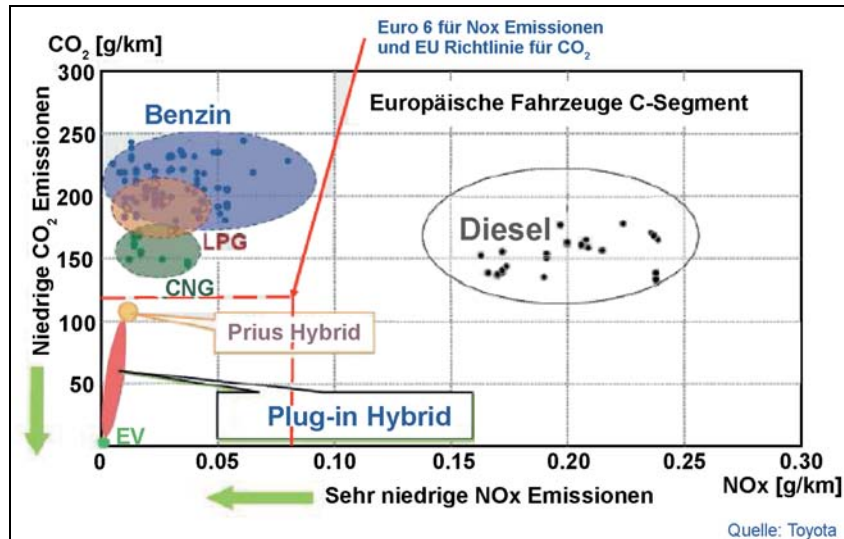 Euro 6 für Nox Emissionen
und EU Richtlinie für CO₂
CO₂ [g/km]
300
250
200
150
100
50
Niedrige CO₂ Emissionen
Europäische Fahrzeuge C-Segment
Benzin
LPG
CNG
Diesel
Prius Hybrid
Plug-in Hybrid
EV
0
0.05
0.10
0.15
0.20
0.25
0.30
NOx [g/km]
Sehr niedrige NOx Emissionen
Quelle: Toyota